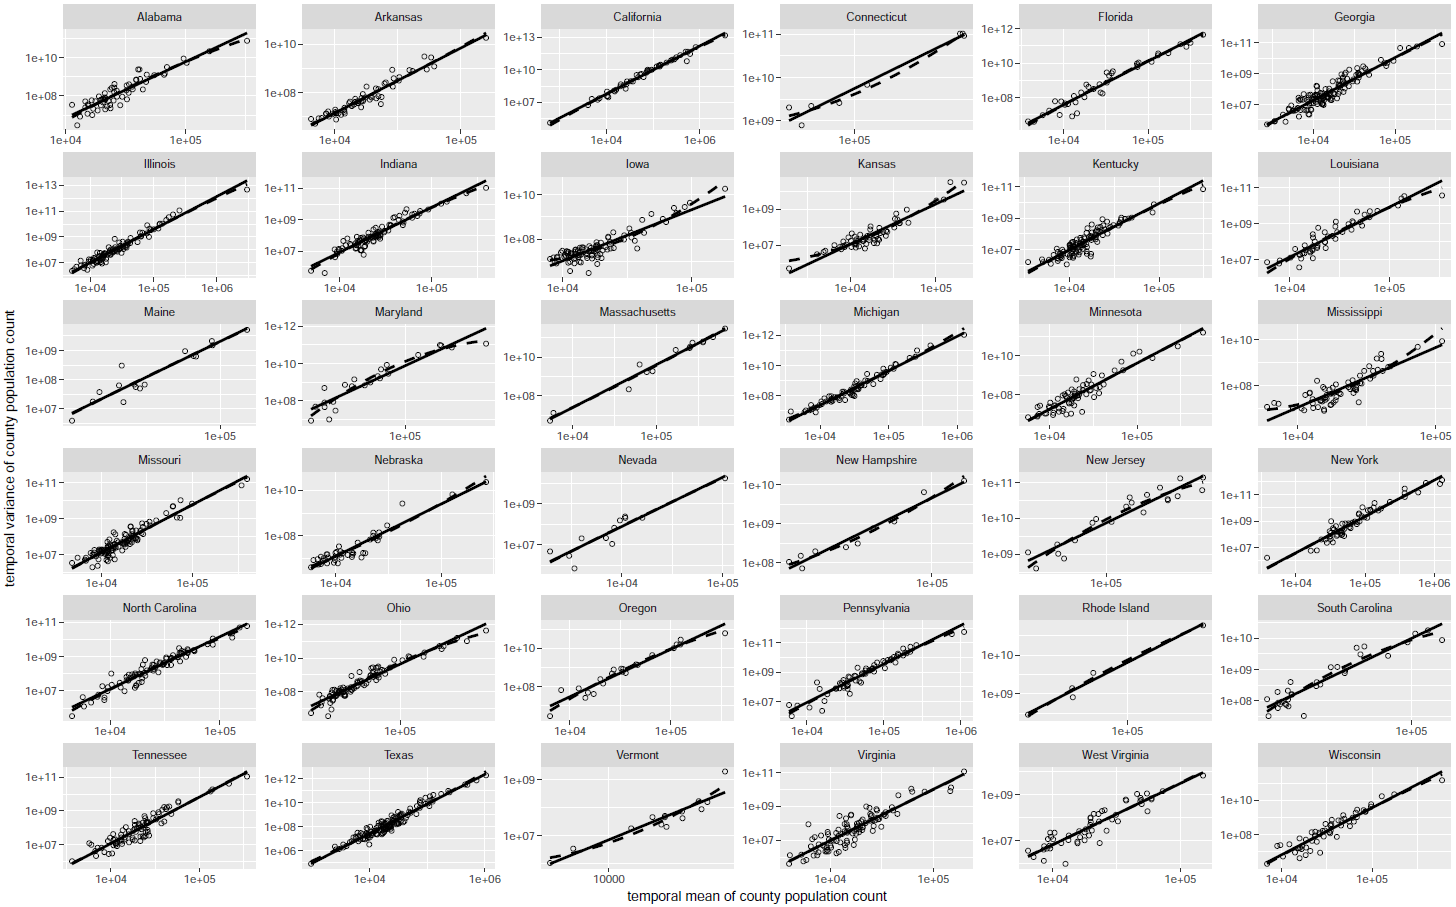 Alabama Arkansas California Connecticut Florida Georgia
1e+10 1e+08 1e+04 1e+05
1e+10 1e+08 1e+04 1e+05
1e+13 1e+10 1e+07 1e+04 1e+06
1e+11 1e+10 1e+09 1e+05
1e+12 1e+10 1e+08 1e+04 1e+05
1e+11 1e+09 1e+07 1e+04 1e+05
Illinois Indiana Iowa Kansas Kentucky Louisiana
1e+13 1e+11 1e+09 1e+07 1e+04 1e+05 1e+06
1e+11 1e+09 1e+07 1e+04 1e+05
1e+10 1e+08 1e+04 1e+05
1e+09 1e+07 1e+04 1e+05
1e+11 1e+09 1e+07 1e+04 1e+05
1e+11 1e+09 1e+07 1e+04 1e+05
Maine Maryland Massachusetts Michigan Minnesota Mississippi
1e+09 1e+08 1e+07 1e+05
1e+12 1e+10 1e+08 1e+05
1e+10 1e+08 1e+04 1e+05
1e+12 1e+10 1e+08 1e+04 1e+05 1e+06
1e+10 1e+08 1e+04 1e+05
1e+10 1e+08 1e+04 1e+05
Missouri Nebraska Nevada New Hampshire New Jersey New York
1e+11 1e+09 1e+07 1e+04 1e+05
1e+10 1e+08 1e+04 1e+05
1e+09 1e+07 1e+04 1e+05
1e+10 1e+09 1e+08 1e+05
1e+11 1e+10 1e+09 1e+05
1e+11 1e+09 1e+07 1e+04 1e+05 1e+06
North Carolina Ohio Oregon Pennsylvania Rhode Island South Carolina
1e+11 1e+09 1e+07 1e+04 1e+05
1e+12 1e+10 1e+08 1e+05
1e+10 1e+08 1e+04 1e+05
1e+11 1e+09 1e+07 1e+04 1e+05 1e+06
1e+10 1e+09 1e+05
1e+10 1e+09 1e+08 1e+05
Tennessee Texas Vermont Virginia West Virginia Wisconsin
1e+11 1e+09 1e+07 1e+04 1e+05
1e+12 1e+10 1e+08 1e+06 1e+04 1e+06
1e+09 1e+07 10000
1e+11 1e+09 1e+07 1e+04 1e+05
1e+09 1e+07 1e+04 1e+05
1e+10 1e+08 1e+04 1e+05
temporal variance of county population count
temporal mean of county population count